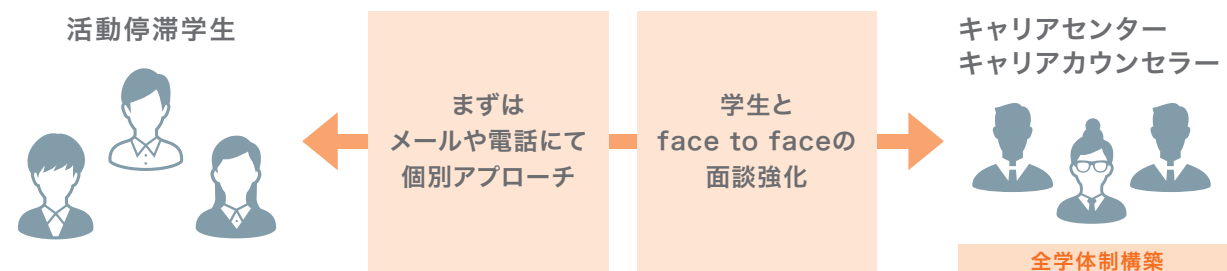 活動停滞学生
まずは
メールや電話にて
個別アプローチ
学生と
face to faceの
面談強化
キャリアセンター
キャリアカウンセラー
全学体制構築